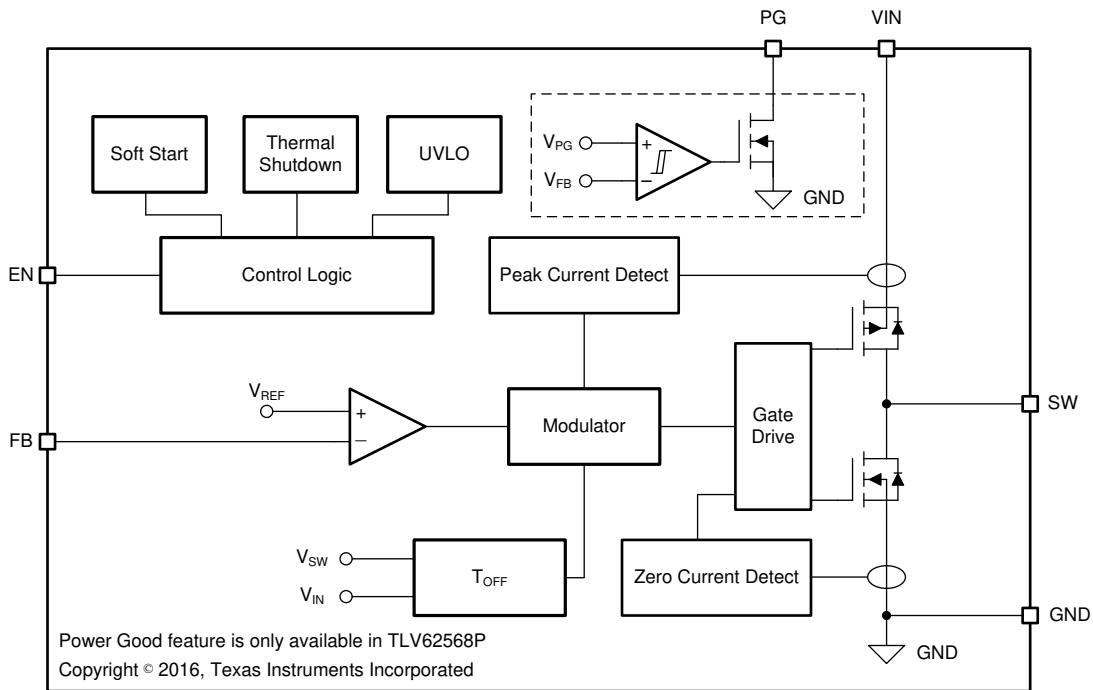 PG
VIN
Soft Start
Thermal
Shutdown
UVLO
VPG
+
VFB
−
GND
EN
Control Logic
Peak Current Detect
VREF
+
FB
−
Modulator
Gate
Drive
SW
VSW
VIN
TOFF
Zero Current Detect
GND
GND
Power Good feature is only available in TLV62568P
Copyright © 2016, Texas Instruments Incorporated